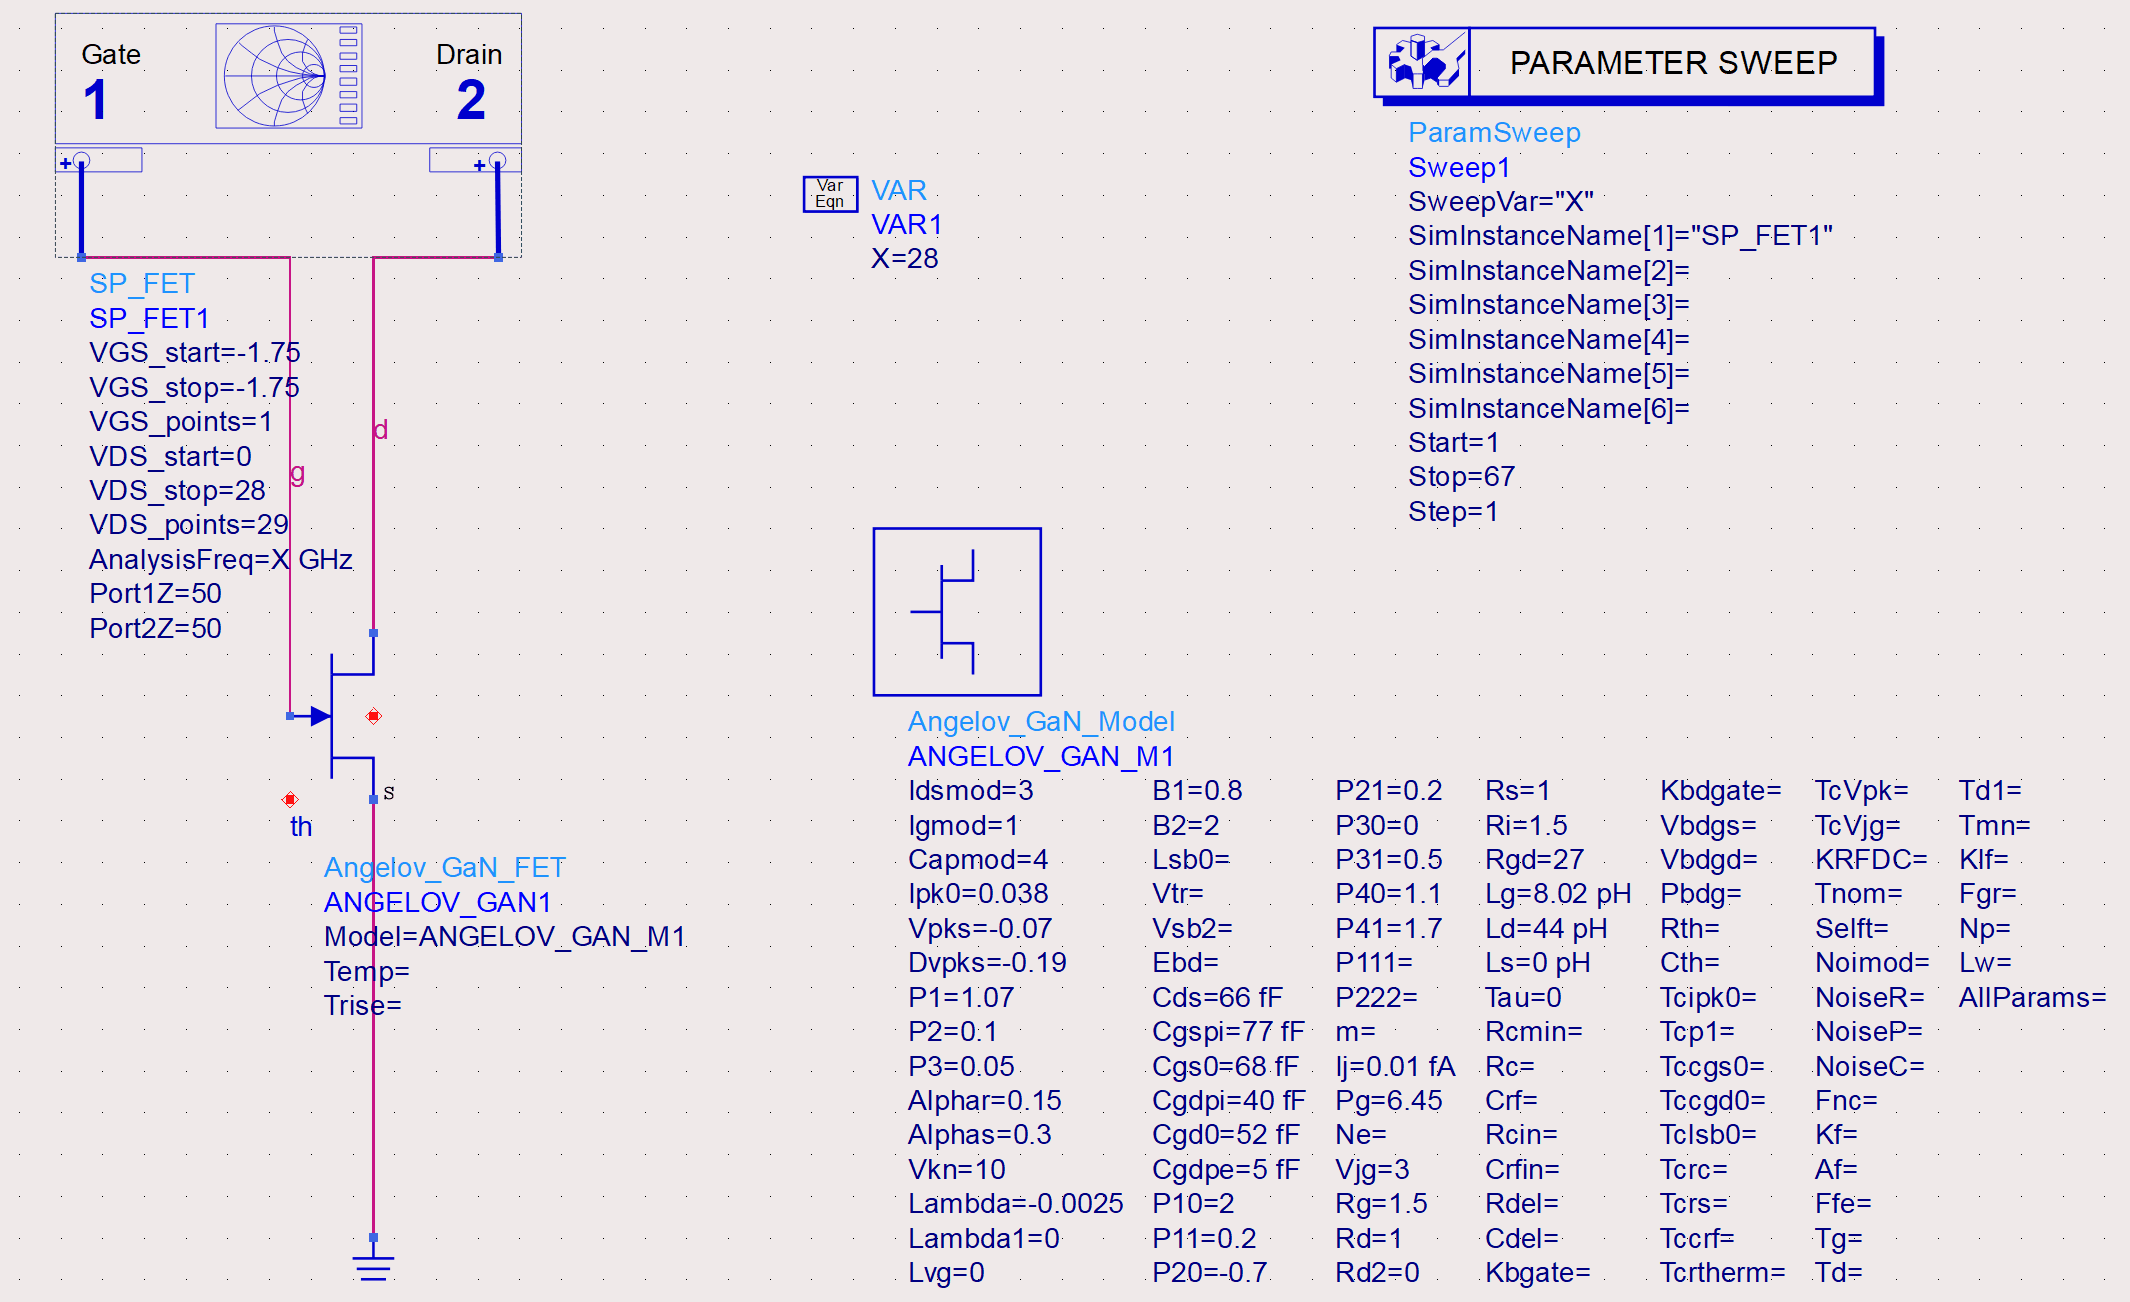 Gate
1
Drain
2
SP_FET
SP_FET1
VGS_start=-1.75
VGS_stop=-1.75
VGS_points=1
VDS_start=0
VDS_stop=28
VDS_points=29
AnalysisFreq=X GHz
Port1Z=50
Port2Z=50
g
d
s
th
Angelov_GaN_FET
ANGELOV_GAN1
Model=ANGELOV_GAN_M1
Temp=
Trise=
Var
Eqn
VAR
VAR1
X=28
PARAMETER SWEEP
ParamSweep
Sweep1
SweepVar="X"
SimInstanceName[1]="SP_FET1"
SimInstanceName[2]=
SimInstanceName[3]=
SimInstanceName[4]=
SimInstanceName[5]=
SimInstanceName[6]=
Start=1
Stop=67
Step=1
Angelov_GaN_Model
ANGELOV_GAN_M1
Idsmod=3
Igmod=1
Capmod=4
Ipk0=0.038
Vpks=-0.07
Dvpks=-0.19
P1=1.07
P2=0.1
P3=0.05
Alphar=0.15
Alphas=0.3
Vkn=10
Lambda=-0.0025
Lambda1=0
Lvg=0
B1=0.8
B2=2
Lsb0=
Vtr=
Vsb2=
Ebd=
Cds=66 fF
Cgspi=77 fF
Cgs0=68 fF
Cgdpi=40 fF
Cgd0=52 fF
Cgdpe=5 fF
P10=2
P11=0.2
P20=-0.7
P21=0.2
P30=0
P31=0.5
P40=1.1
P41=1.7
P111=
P222=
m=
Ij=0.01 fA
Pg=6.45
Ne=
Vjg=3
Rg=1.5
Rd=1
Rd2=0
Rs=1
Ri=1.5
Rgd=27
Lg=8.02 pH
Ld=44 pH
Ls=0 pH
Tau=0
Rcmin=
Rc=
Crf=
Rcin=
Crfin=
Rdel=
Cdel=
Kbgate=
Kbdgate=
Vbdgs=
Vbdgd=
Pbdg=
Rth=
Cth=
Tcipk0=
Tcp1=
Tccgs0=
Tccgd0=
Tclsb0=
Tcrc=
Tcrs=
Tccrf=
Tcrtherm=
TcVpk=
TcVjg=
KRFDC=
Tnom=
Selft=
Noimod=
NoiseR=
NoiseP=
NoiseC=
Fnc=
Kf=
Af=
Ffe=
Tg=
Td=
Td1=
Tmn=
Klf=
Fgr=
Np=
Lw=
AllParams=